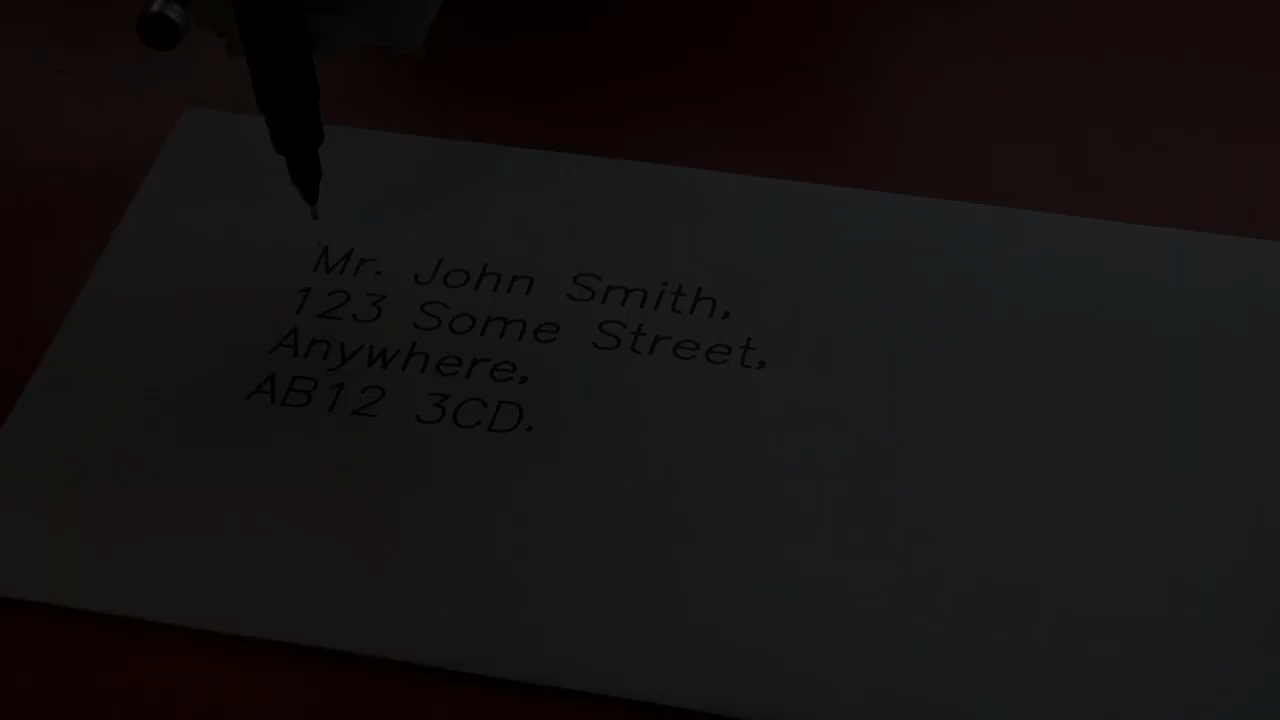 Mr. John Smith,
123 Some Street,
Anywhere,
AB12 3CD.